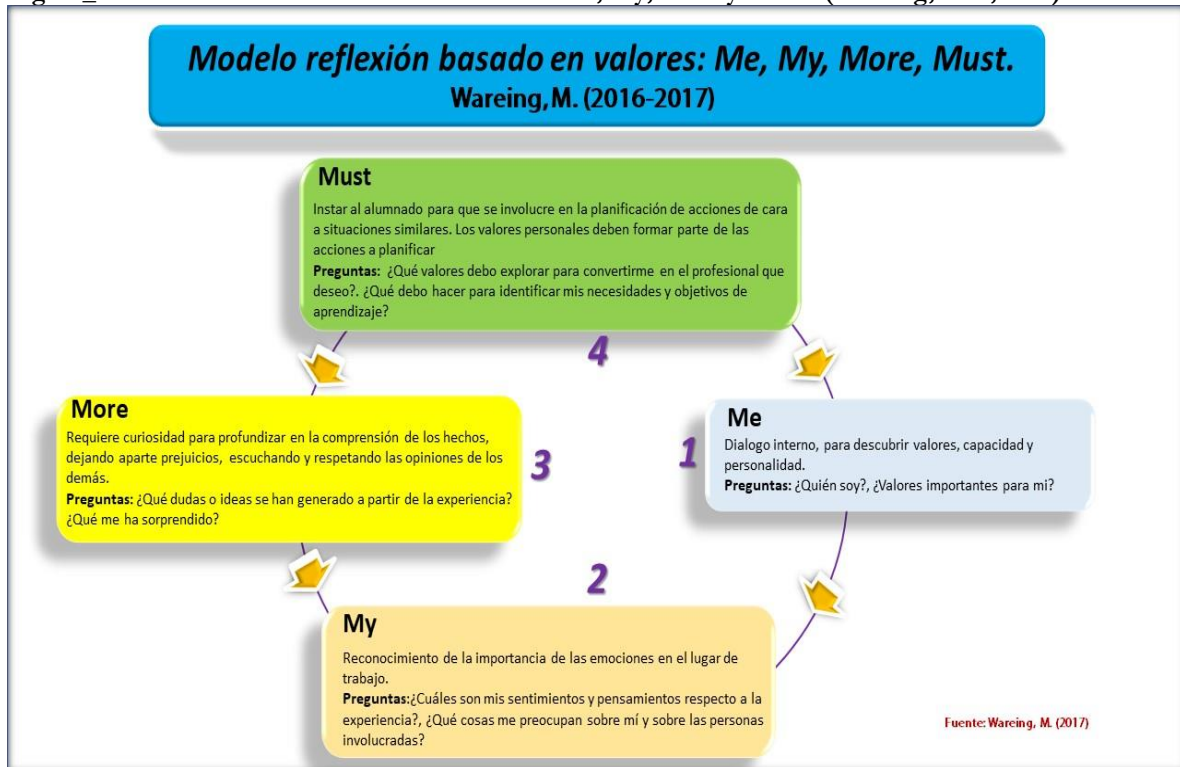 Modelo reflexión basado en valores: Me, My, More, Must.
Wareing, M. (2016-2017)
Must
Instar al alumnado para que se involucre en la planificación de acciones de cara
a situaciones similares. Los valores personales deben formar parte de las
acciones a planificar
Preguntas: ¿Qué valores debo explorar para convertirme en el profesional que
deseo?. ¿Qué debo hacer para identificar mis necesidades y objetivos de
aprendizaje?
4
More
Requiere curiosidad para profundizar en la comprensión de los hechos,
dejando aparte prejuicios, escuchando y respetando las opiniones de los
demás.
Preguntas: ¿Qué dudas o ideas se han generado a partir de la experiencia?
¿Qué me ha sorprendido?
3
1
Me
Dialogo interno, para descubrir valores, capacidad y
personalidad.
Preguntas: ¿Quién soy?, ¿Valores importantes para mi?
2
My
Reconocimiento de la importancia de las emociones en el lugar de
trabajo.
Preguntas:¿Cuáles son mis sentimientos y pensamientos respecto a la
experiencia?, ¿Qué cosas me preocupan sobre mí y sobre las personas
involucradas?
Fuente: Wareing, M. (2017)